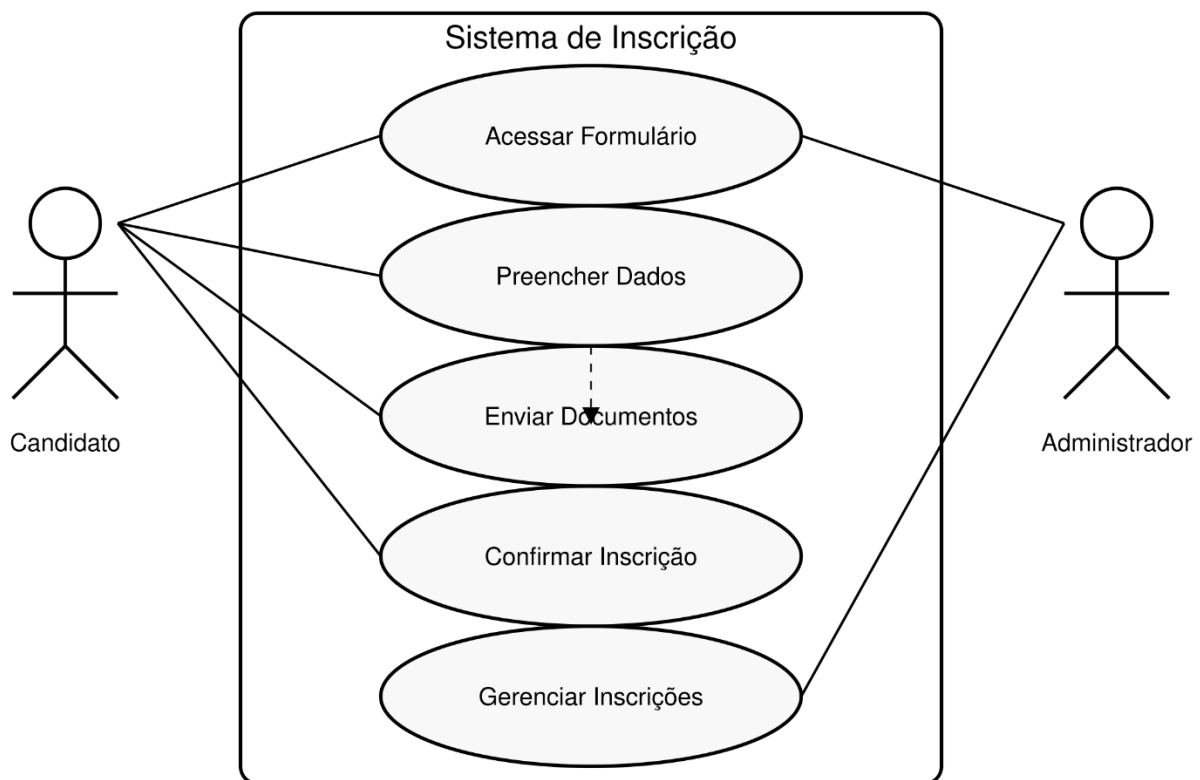 Sistema de Inscrição
Acessar Formulário
Preencher Dados
Enviar Documentos
Candidato
Administrador
Confirmar Inscrição
Gerenciar Inscrições